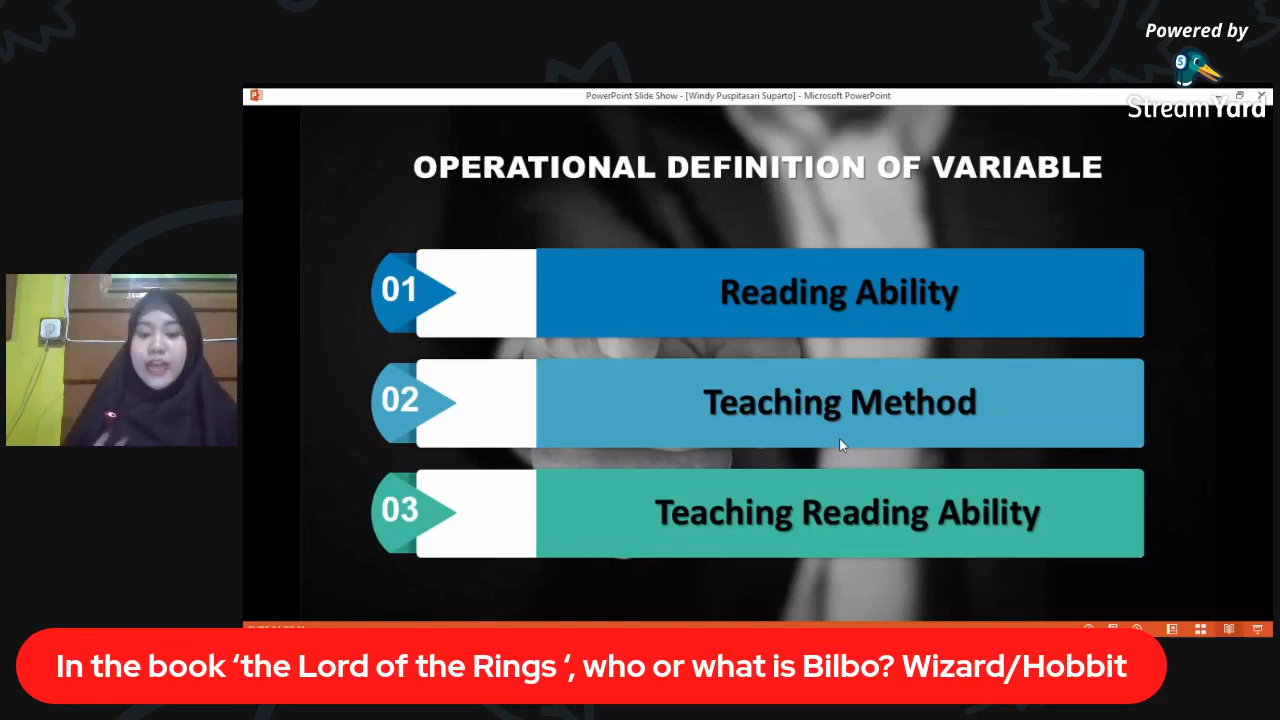 Powered by
StreamYard
PowerPoint Slide Show - [Windy Puspitasari Suparto] - Microsoft PowerPoint
OPERATIONAL DEFINITION OF VARIABLE
01
Reading Ability
02
Teaching Method
03
Teaching Reading Ability
In the book ‘the Lord of the Rings ‘, who or what is Bilbo? Wizard/Hobbit